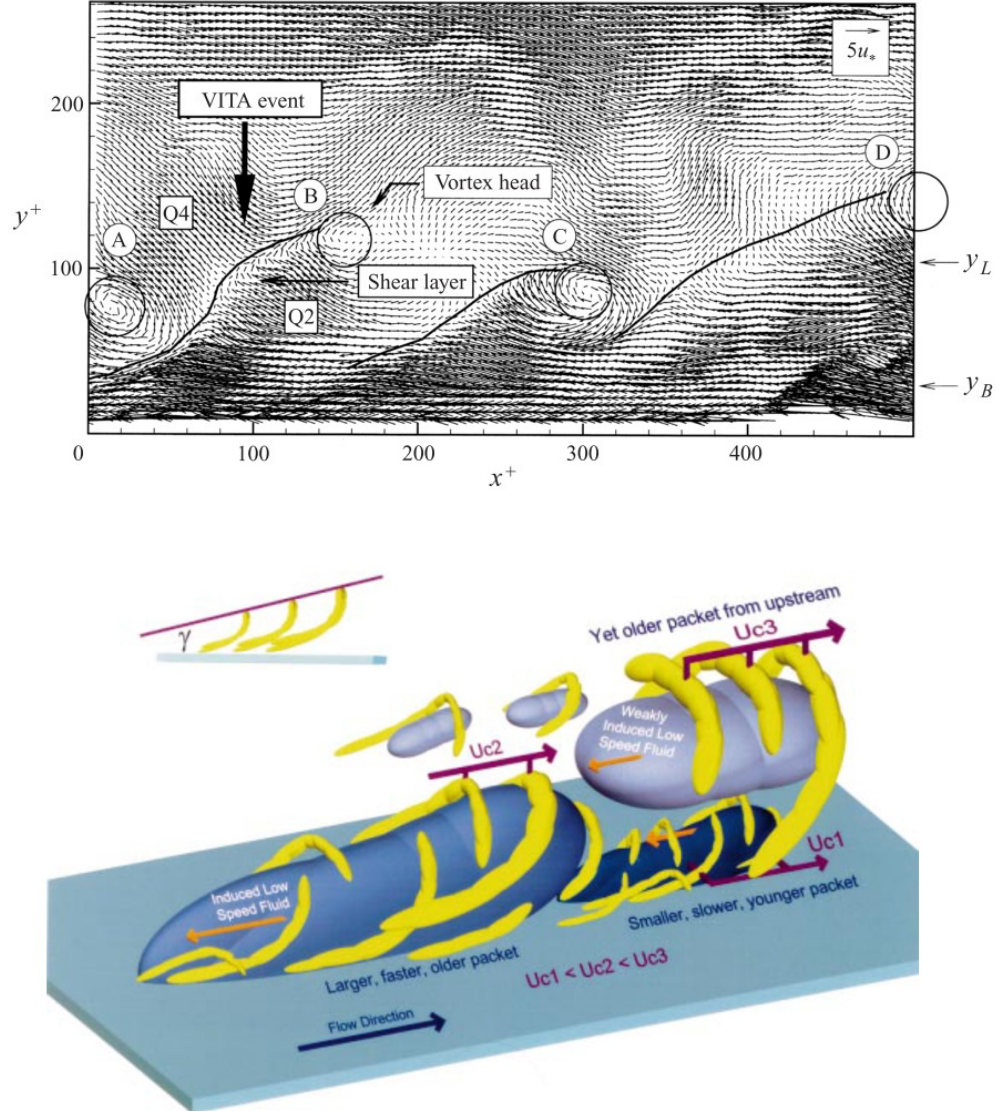 5u*
200
VITA event
D
B
Vortex head
Q4
y+
A
C
100
yL
Shear layer
Q2
yB
0
100
200
300
400
x+
Yet older packet from upstream
Uc3
γ
Weakly
Induced Low
Speed Fluid
Uc2
Uc1
Induced Low
Speed Fluid
Smaller, slower, younger packet
Larger, faster, older packet
Uc1 < Uc2 < Uc3
Flow Direction